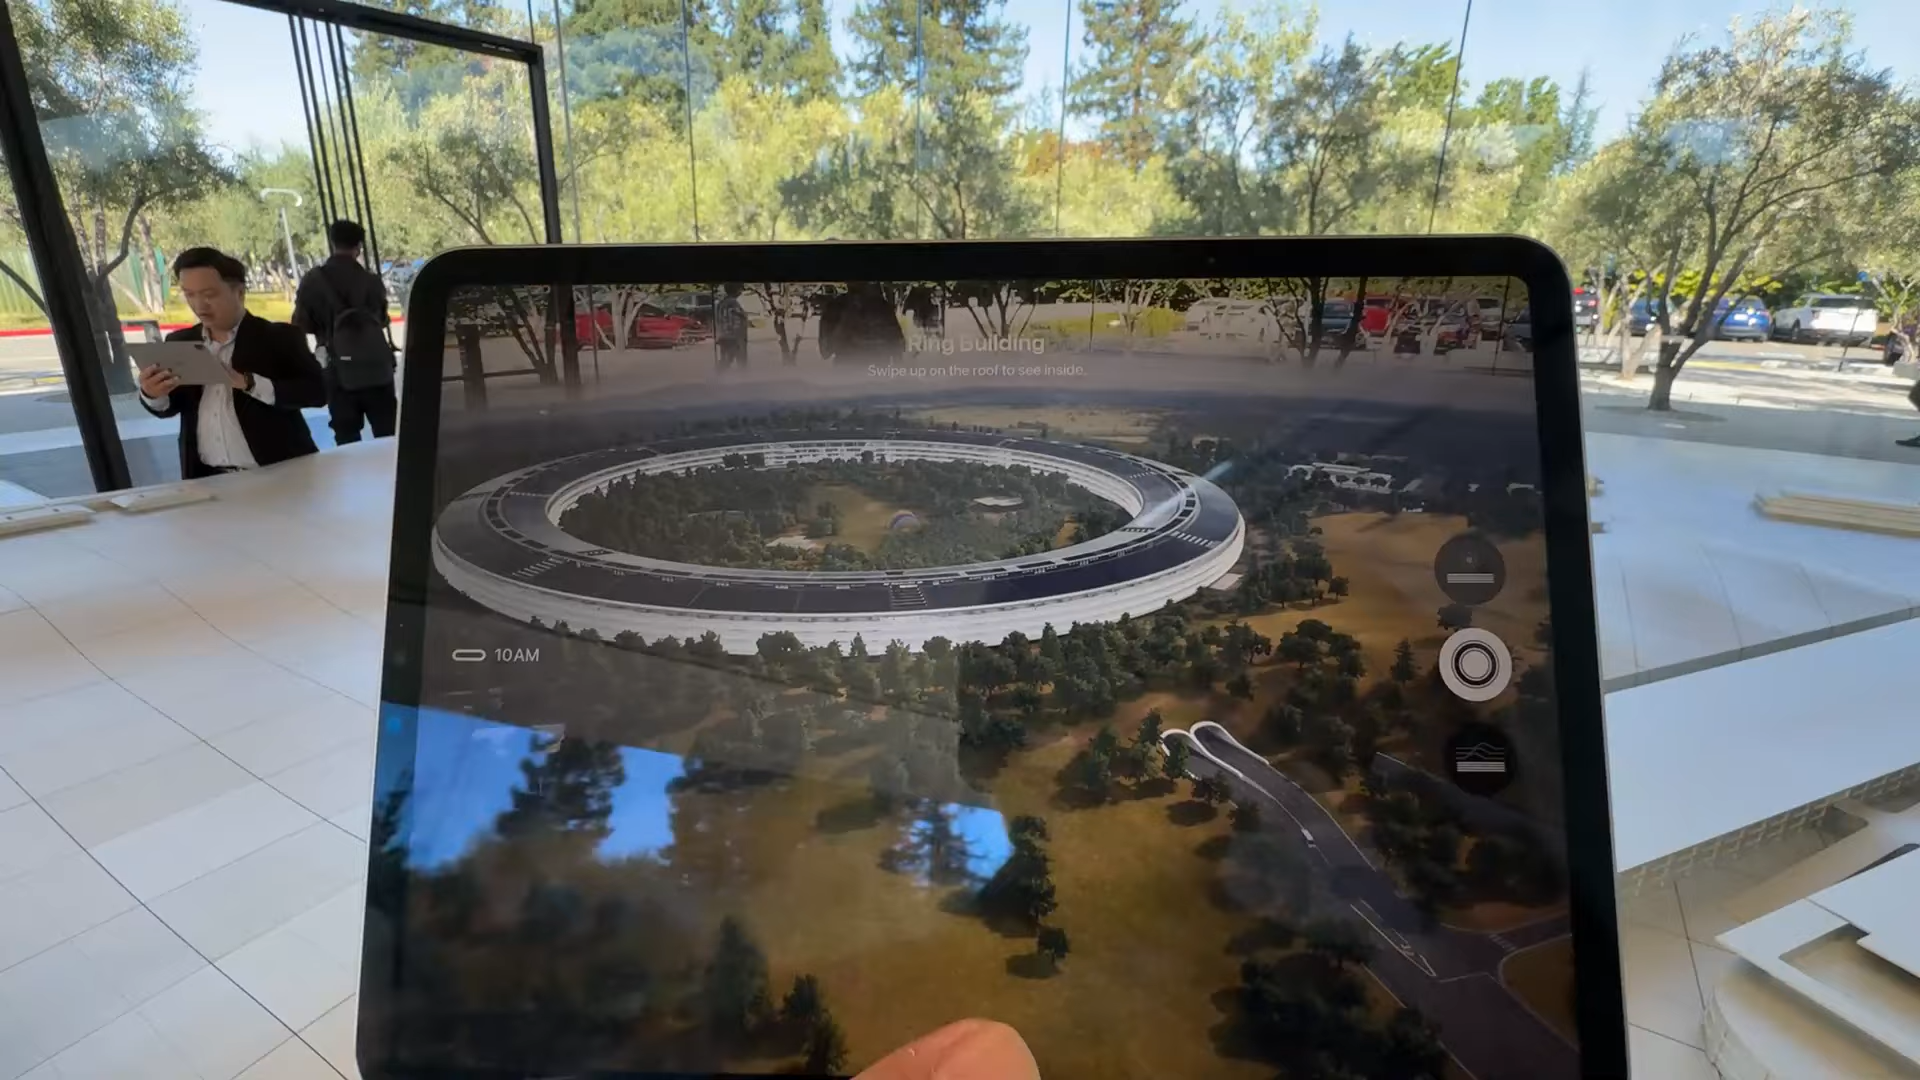 Ring Building
Swipe up on the roof to see inside.
10AM